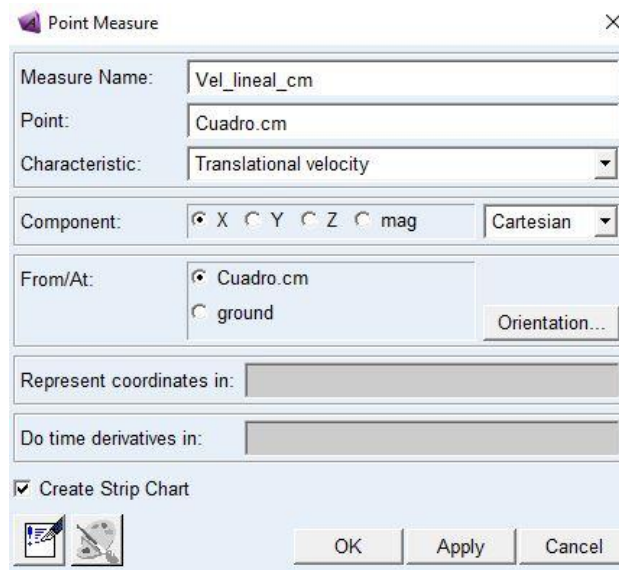 Point Measure
Measure Name: Vel_lineal_cm
Point: Cuadro.cm
Characteristic: Translational velocity
Component: X Y Z mag Cartesian
From/At: Cuadro.cm
ground
Orientation...
Represent coordinates in:
Do time derivatives in:
Create Strip Chart
OK Apply Cancel